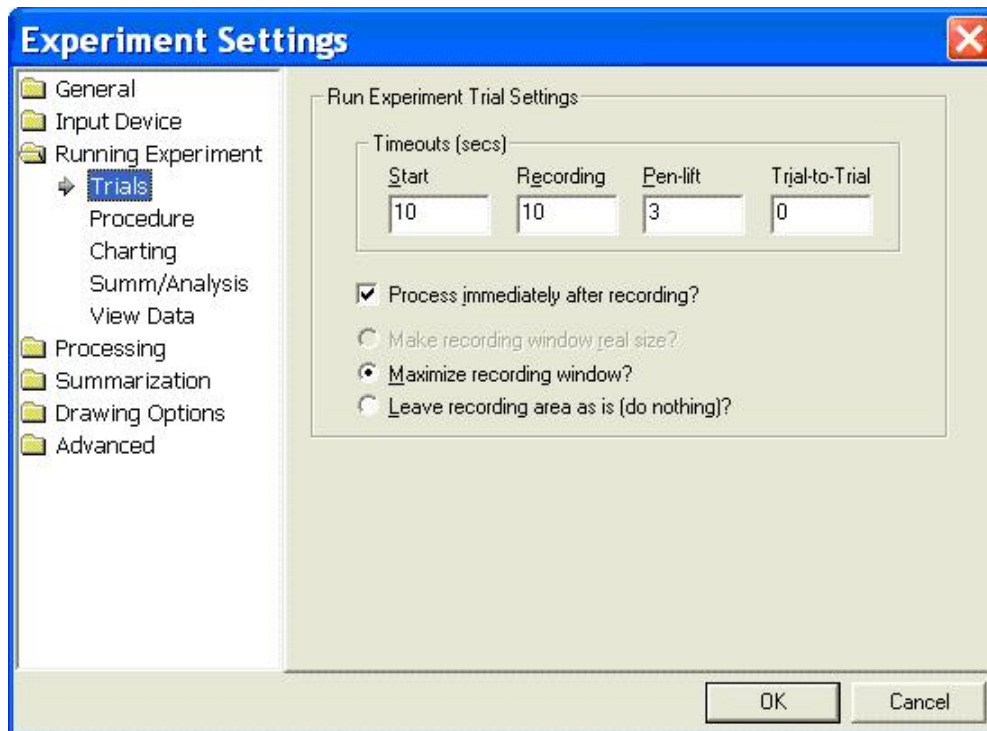 Experiment Settings
General
Input Device
Running Experiment
Trials
Procedure
Charting
Summ/Analysis
View Data
Processing
Summarization
Drawing Options
Advanced
Run Experiment Trial Settings
Timeouts (secs)
Start Recording Pen-lift Trial-to-Trial
10 10 3 0
Process immediately after recording?
Make recording window real size?
Maximize recording window?
Leave recording area as is (do nothing)?
OK Cancel